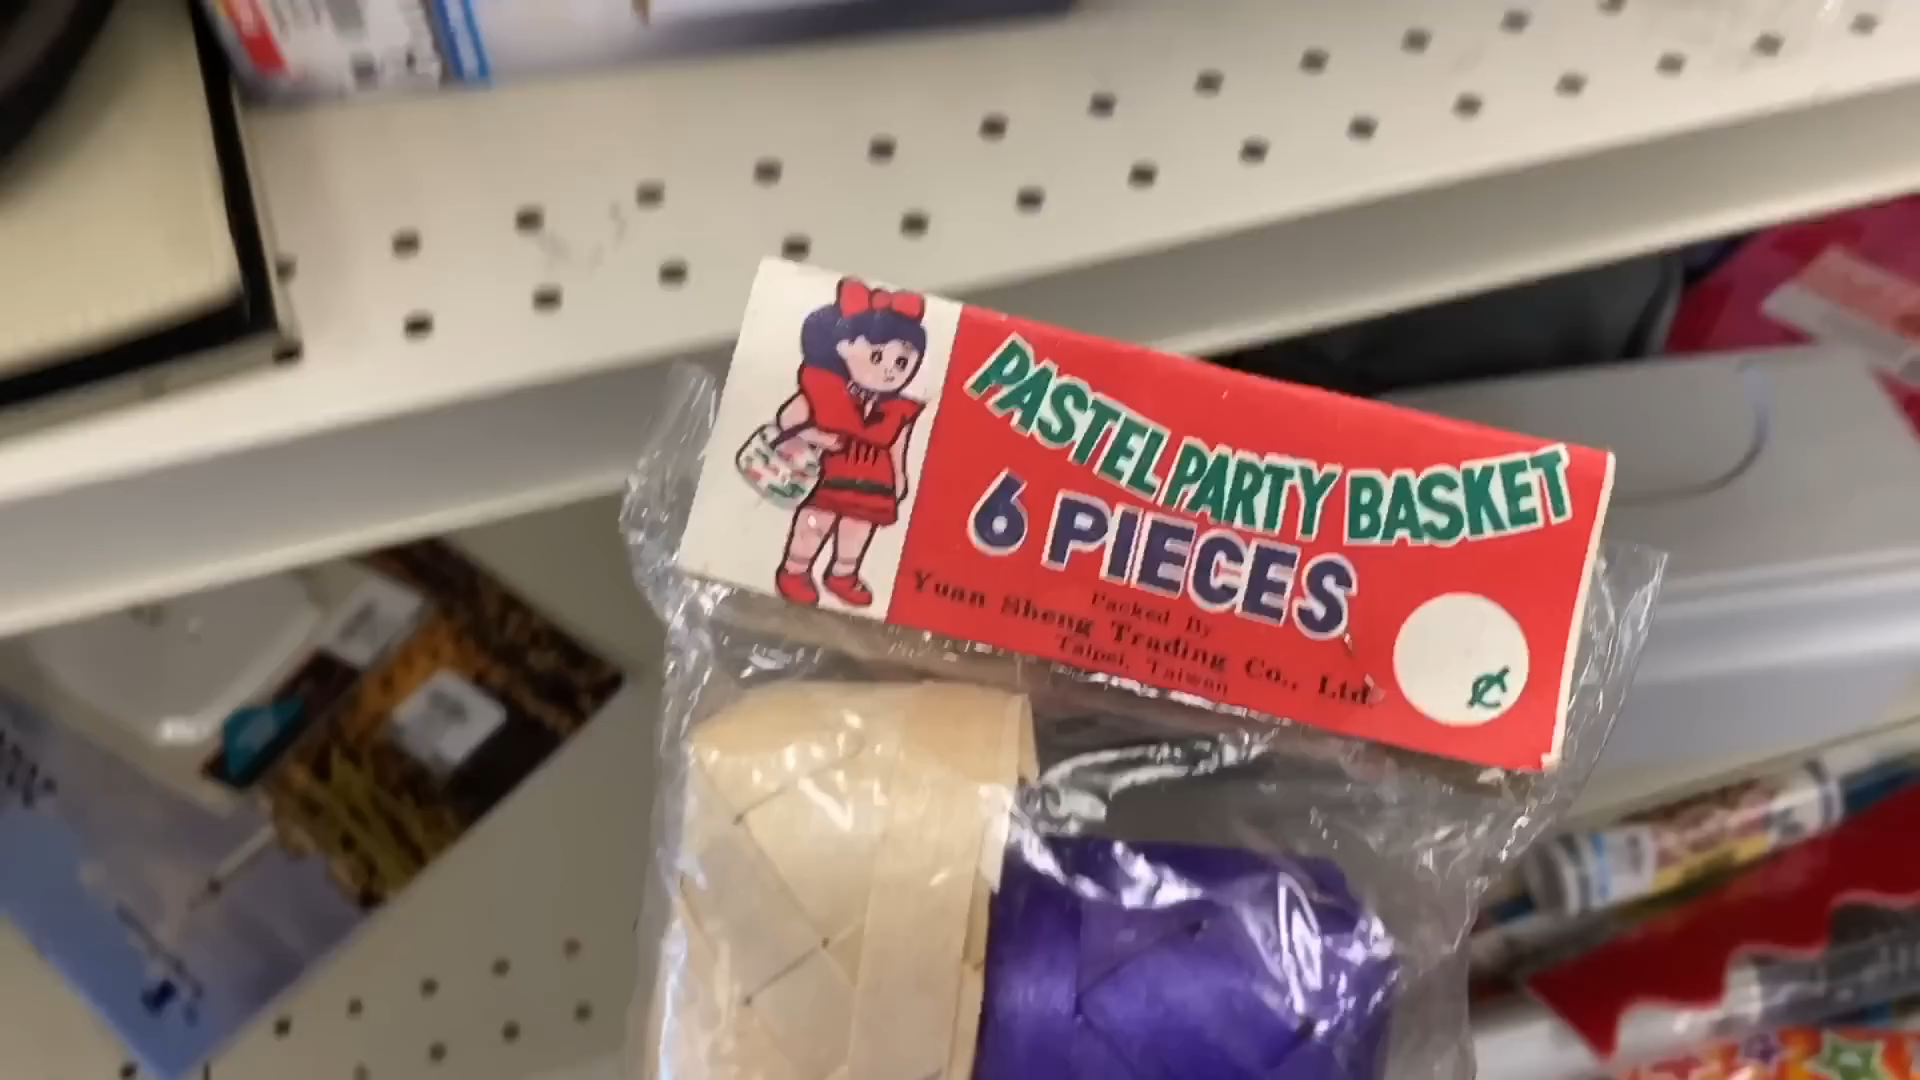 PASTEL PARTY BASKET
6 PIECES
Packed By
Yuan Sheng Trading Co., Ltd.
Taipei, Taiwan
¢